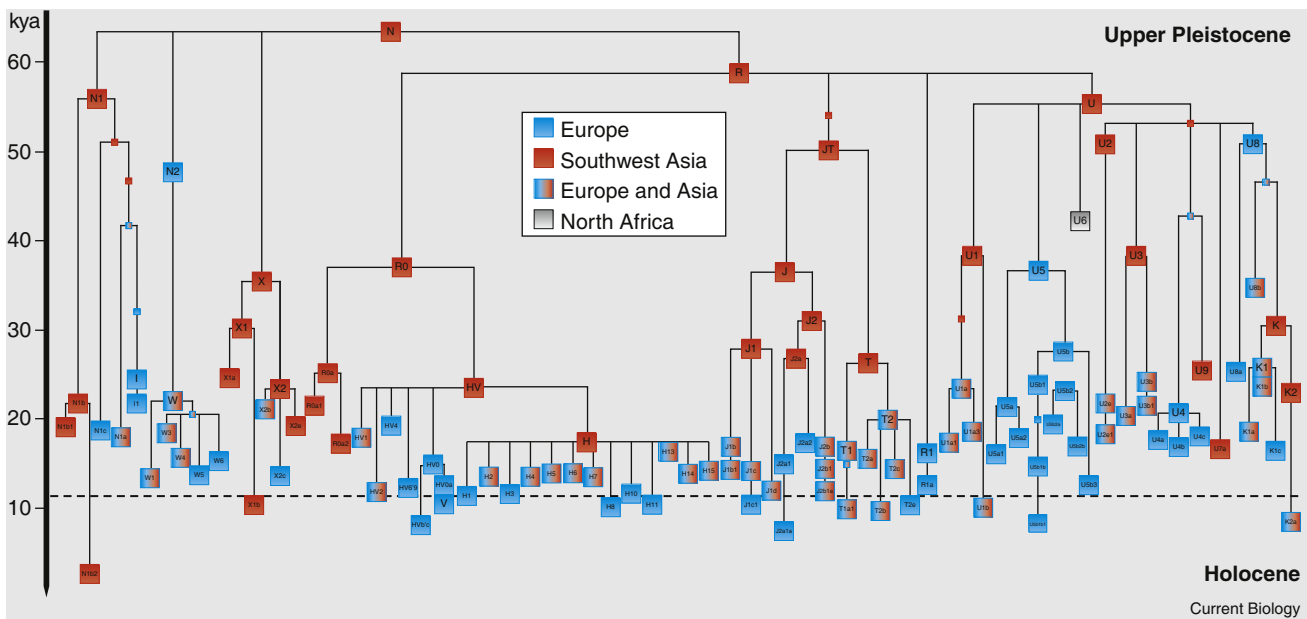 kya
Upper Pleistocene
60
50
40
30
20
10
Europe
Southwest Asia
Europe and Asia
North Africa
N
R
N1
U
U2
U8
JT
N2
U6
U1
U3
R0
U5
J
X
U8b
J2
X1
K
J1
U5b
J2a
T
R0a
U9
U8a
K1
X1a
I
X2
HV
U1a
U5b1
U5b2
U3b
K1b
K2
N1b
I1
W
X2b
R0a1
T2
U5a
U2e
U3b1
U3a
U4
N1b1
N1c
N1a
W3
X2e
R0a2
HV1
HV4
H
J1b
J2a2
J2b
T1
T2a
R1
U1a1
U1a3
U5a1
U5a2
U5b2b
U2e1
U4a
U4b
U4c
U7a
K1a
K1c
W1
W4
W5
W6
X2c
HV2
HV6'9
HV0
HV0a
V
H1
H2
H3
H4
H5
H6
H7
H8
H10
H11
H13
H14
H15
J1b1
J1c
J1d
J2a1
J2b1
T2c
U5b1b
U5b3
X1b
J1c1
J2b1a
T1a1
T2b
T2e
R1a
U1b
K2a
J2a1a
N1b2
Holocene
Current Biology